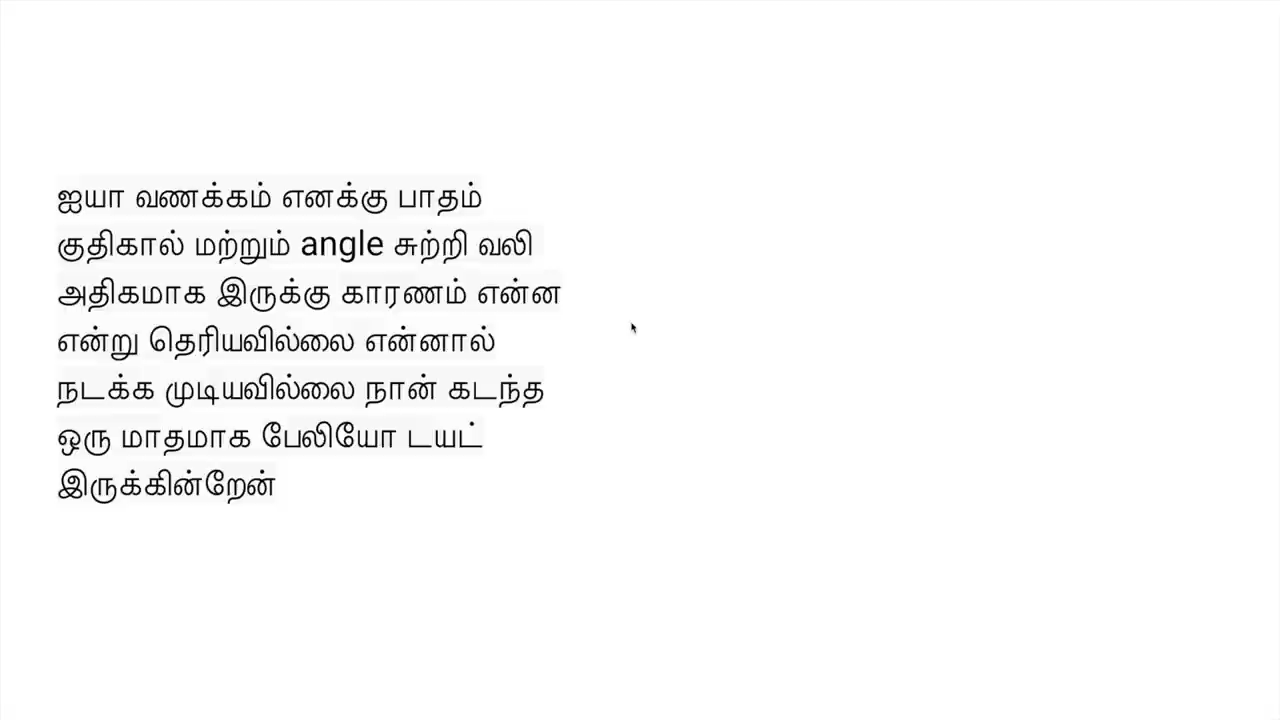 ஐயா வணக்கம் எனக்கு பாதம்
குதிகால் மற்றும் angle சுற்றி வலி
அதிகமாக இருக்கு காரணம் என்ன
என்று தெரியவில்லை என்னால்
நடக்க முடியவில்லை நான் கடந்த
ஒரு மாதமாக பேலியோ டயட்
இருக்கின்றேன்